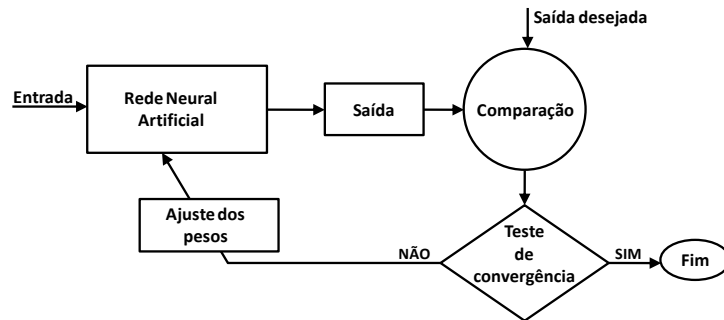 Saída desejada
Entrada
Rede Neural
Artificial
Saída
Comparação
Ajuste dos
pesos
NÃO
Teste
de
convergência
SIM
Fim